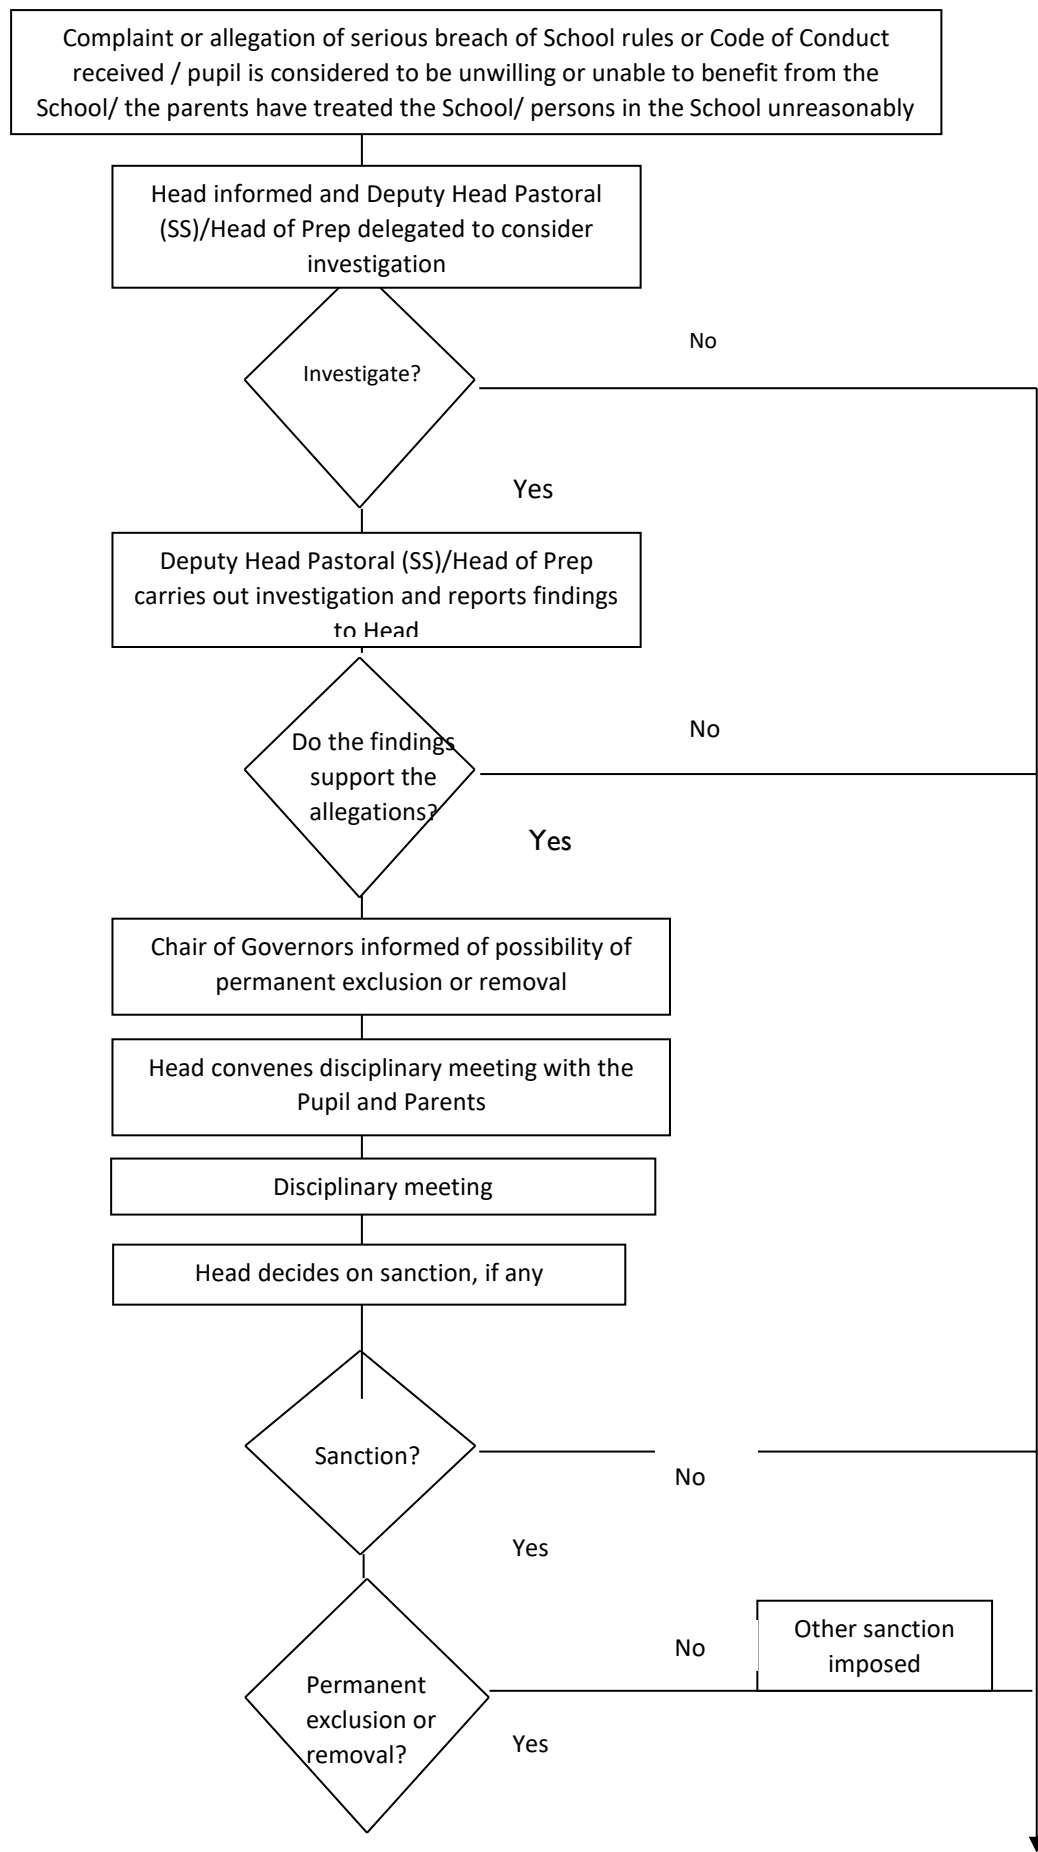 Complaint or allegation of serious breach of School rules or Code of Conduct
received / pupil is considered to be unwilling or unable to benefit from the
School/ the parents have treated the School/ persons in the School unreasonably
Head informed and Deputy Head Pastoral
(SS)/Head of Prep delegated to consider
investigation
No
Investigate?
Yes
Deputy Head Pastoral (SS)/Head of Prep
carries out investigation and reports findings
to Head
No
Do the findings
support the
allegations?
Yes
Chair of Governors informed of possibility of
permanent exclusion or removal
Head convenes disciplinary meeting with the
Pupil and Parents
Disciplinary meeting
Head decides on sanction, if any
Sanction?
No
Yes
Other sanction
imposed
No
Permanent
exclusion or
removal?
Yes